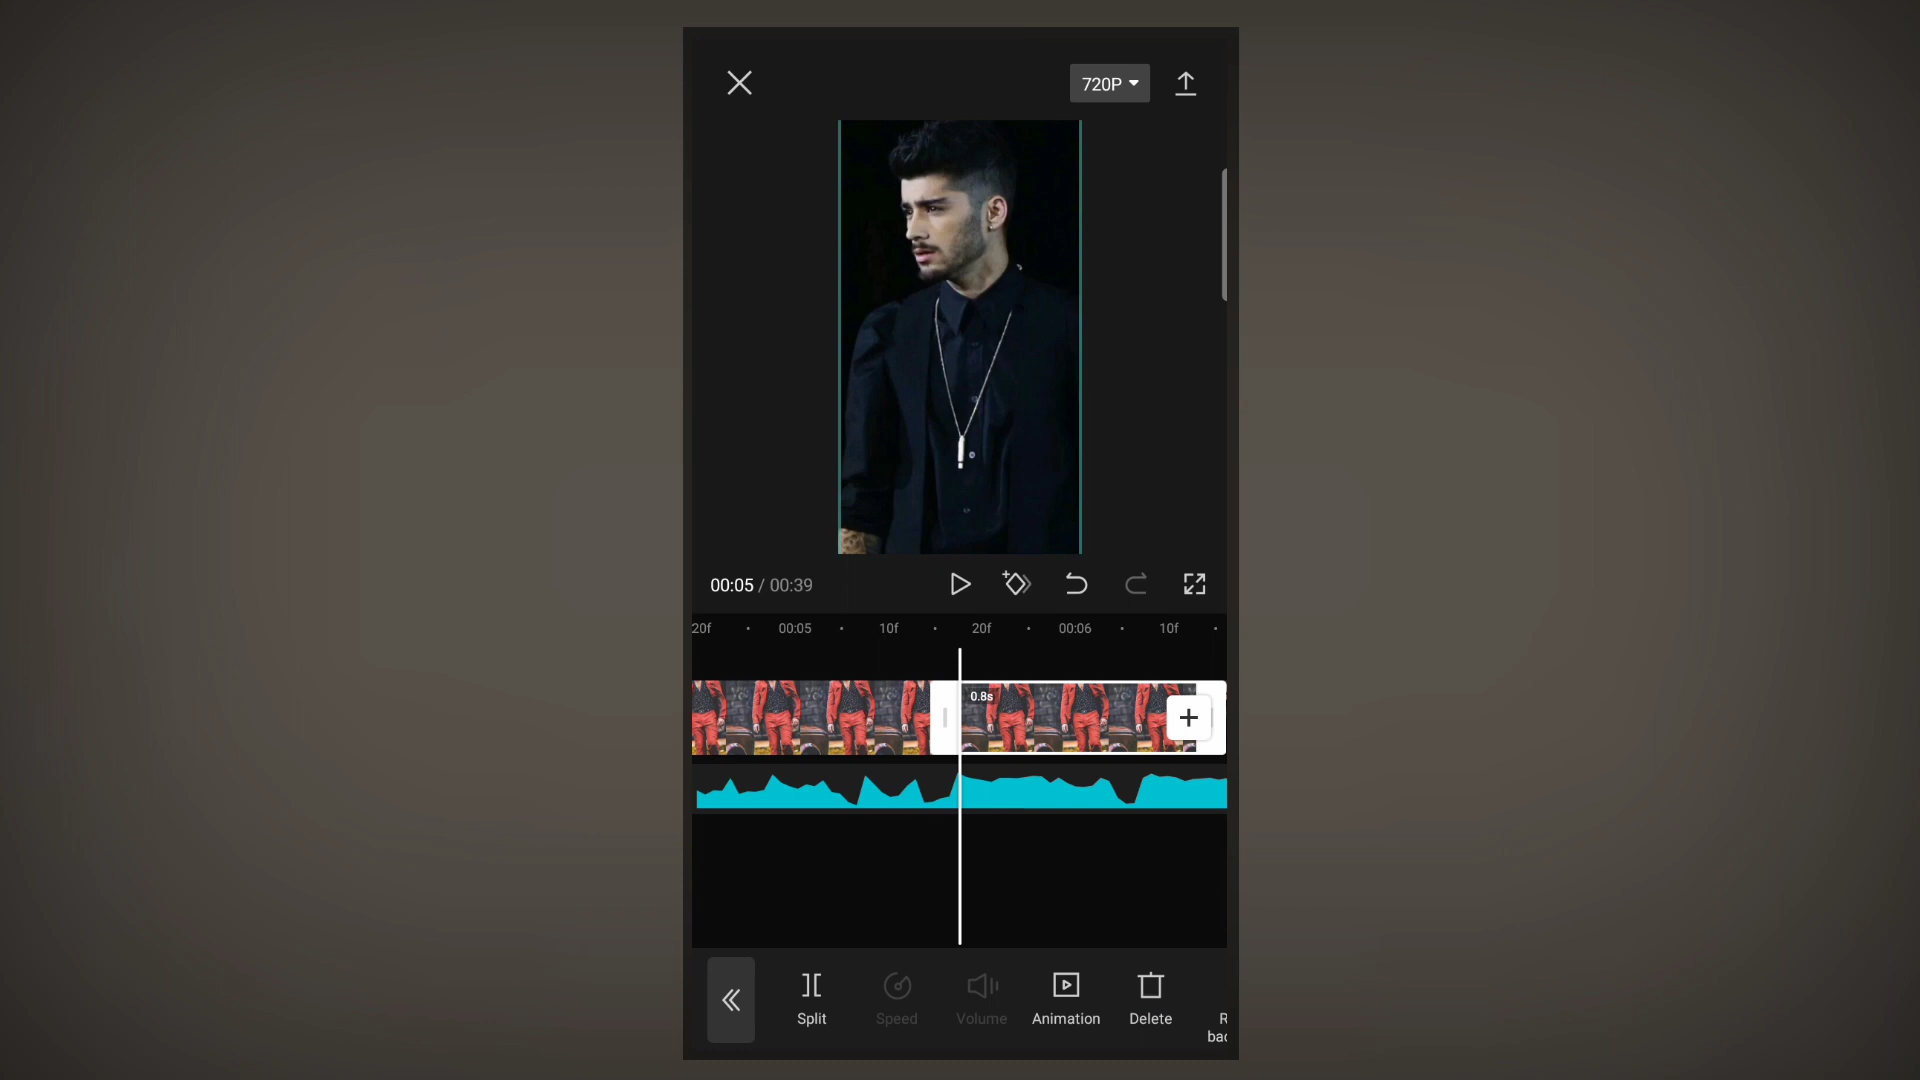 720P
00:05 / 00:39
20f 00:05 10f 20f 00:06 10f
0.8s
Split Speed Volume Animation Delete